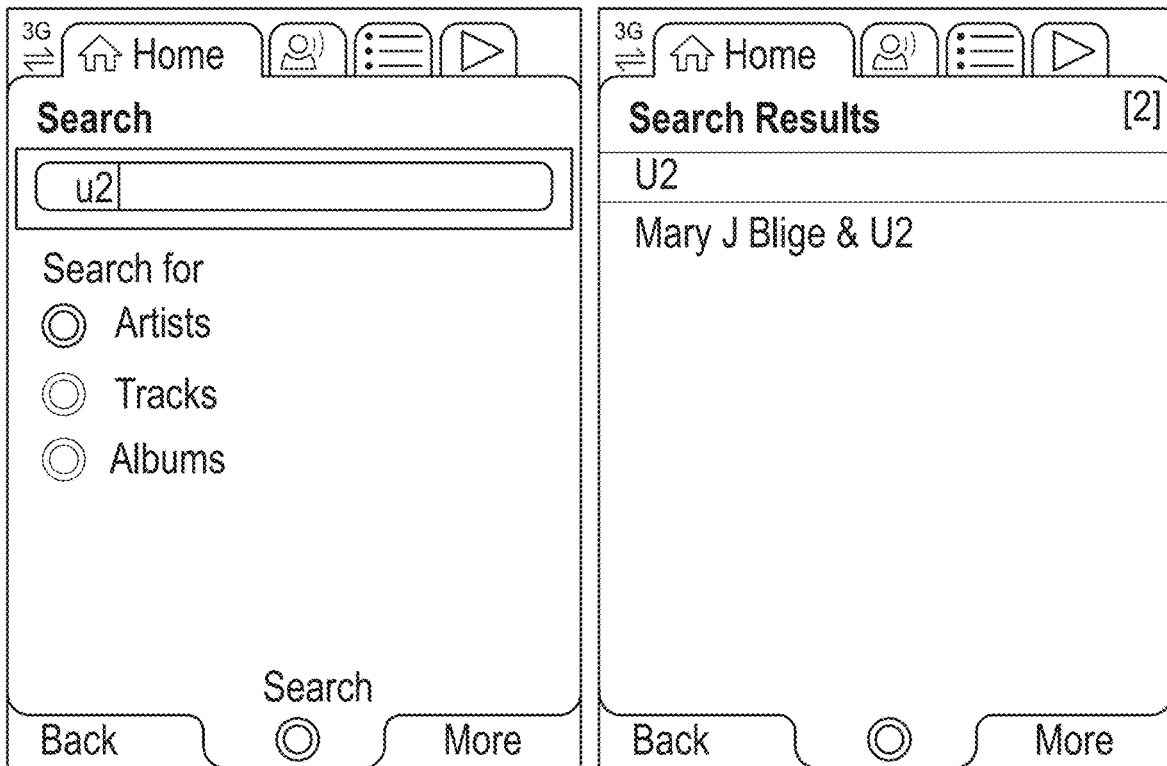 3G
Home
Search
u2
Search for
Artists
Tracks
Albums
Search
Back More
3G
Home
Search Results [2]
U2
Mary J Blige & U2
Back More